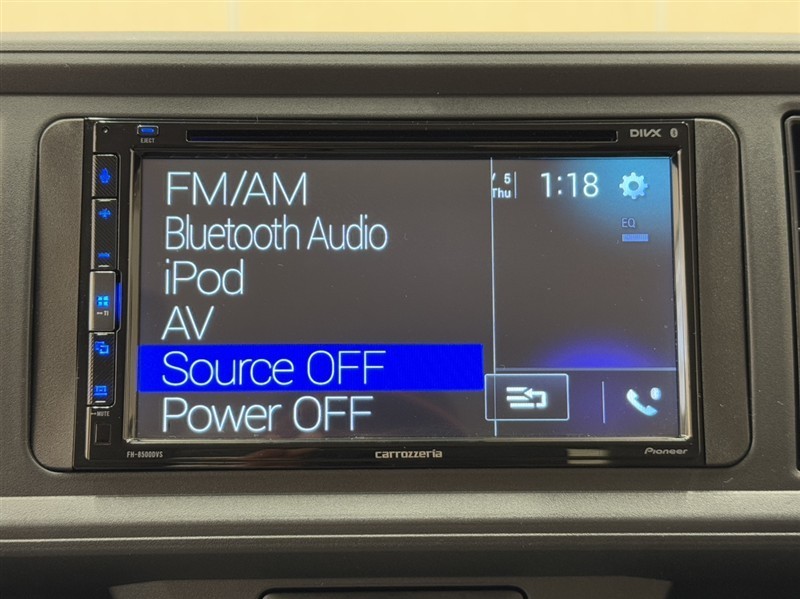 DIVX
EJECT
FM/AM
Bluetooth Audio
iPod
AV
Source OFF
Power OFF
/ 5
Thu
1:18
EQ
MUTE
FH-8500DVS
carrozzeria
Pioneer